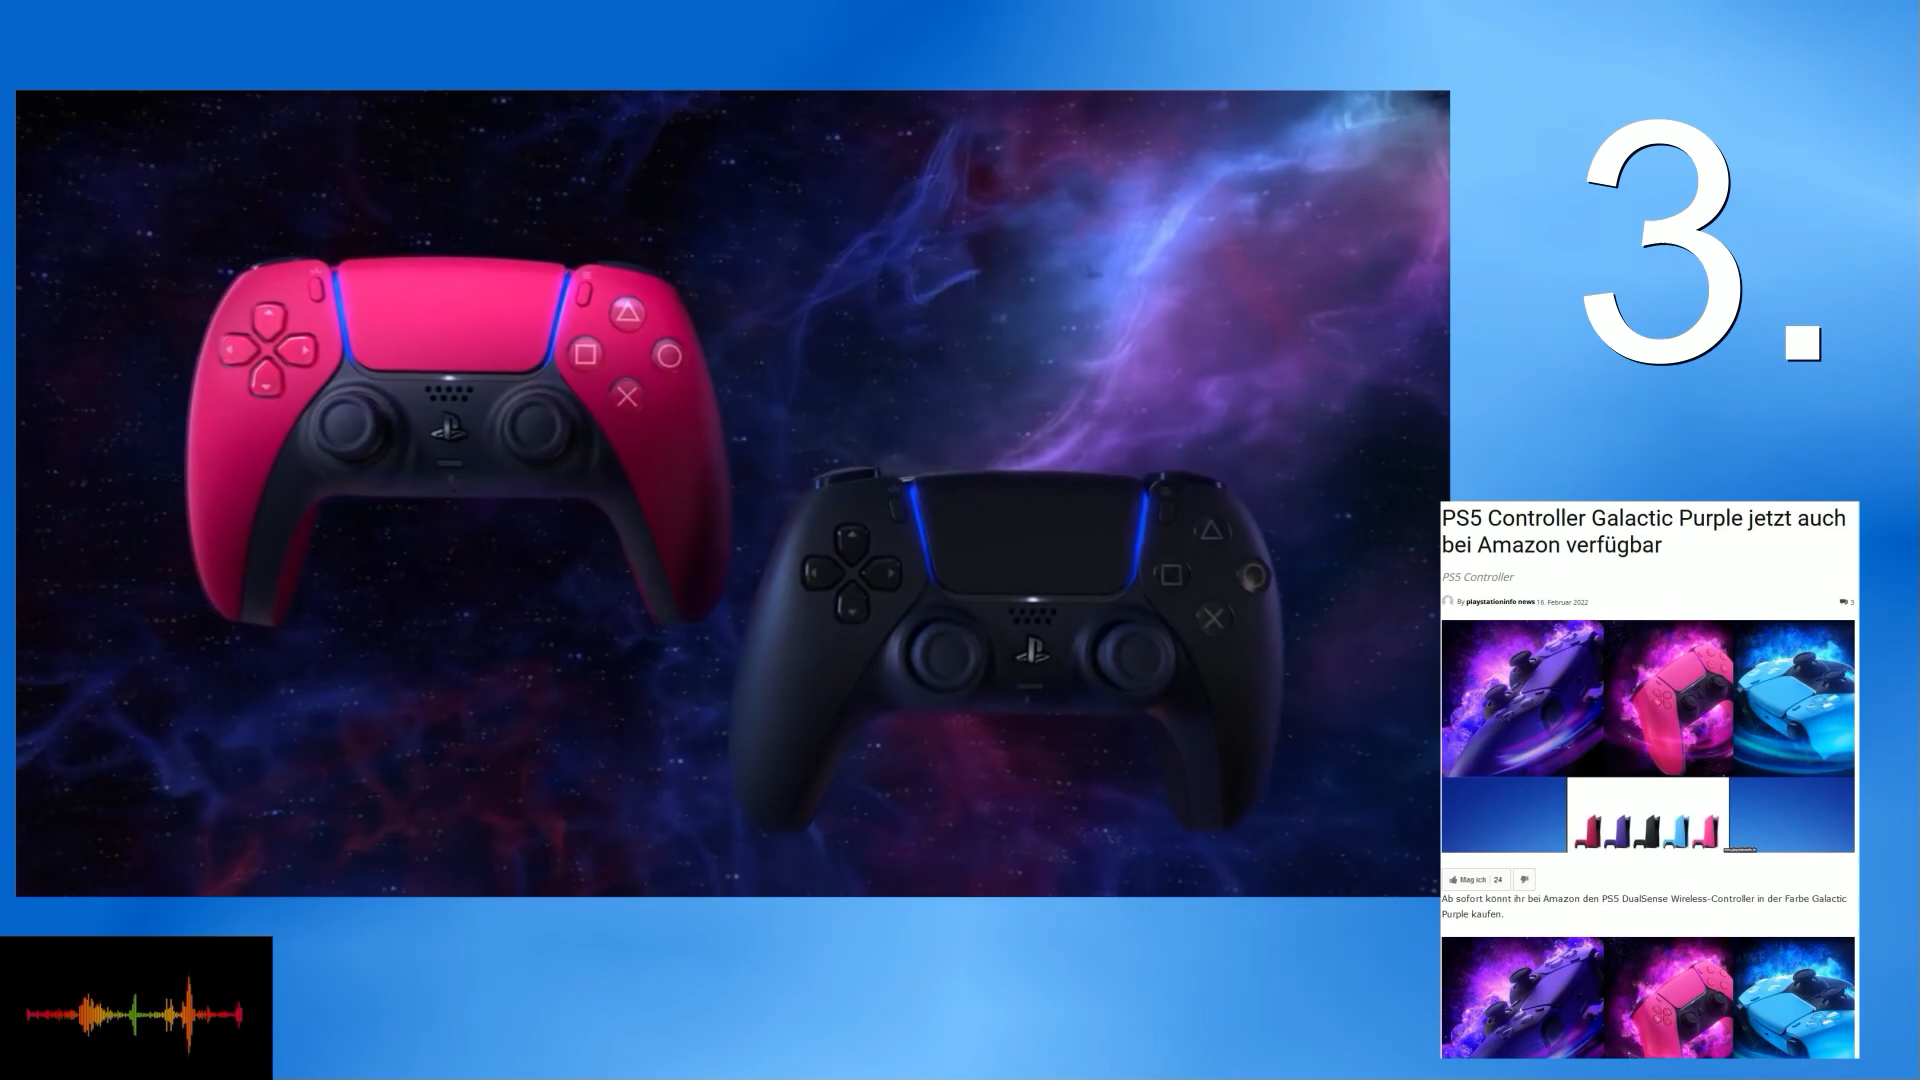 3.
PS5 Controller Galactic Purple jetzt auch
bei Amazon verfügbar
PS5 Controller
By playstationinfo news 16. Februar 2022
3
Mag ich 24
Ab sofort könnt ihr bei Amazon den PS5 DualSense Wireless-Controller in der Farbe Galactic
Purple kaufen.